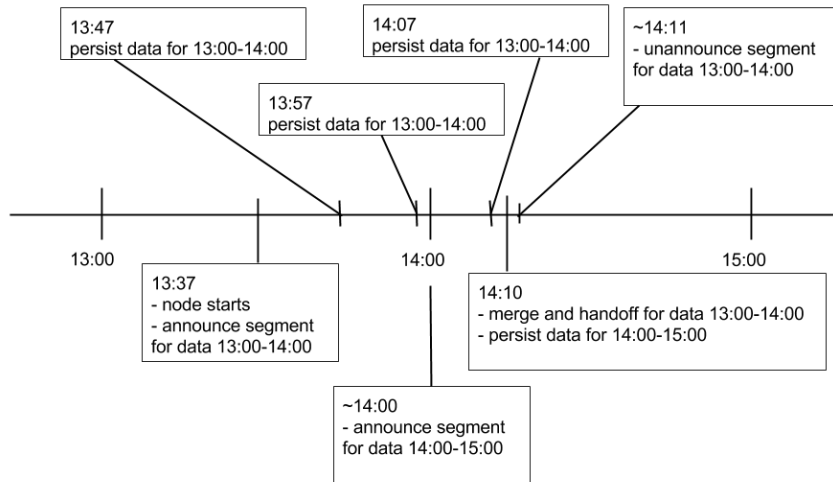 13:47
persist data for 13:00-14:00
14:07
persist data for 13:00-14:00
~14:11
- unannounce segment
for data 13:00-14:00
13:57
persist data for 13:00-14:00
13:00
14:00
15:00
13:37
- node starts
- announce segment
for data 13:00-14:00
14:10
- merge and handoff for data 13:00-14:00
- persist data for 14:00-15:00
~14:00
- announce segment
for data 14:00-15:00